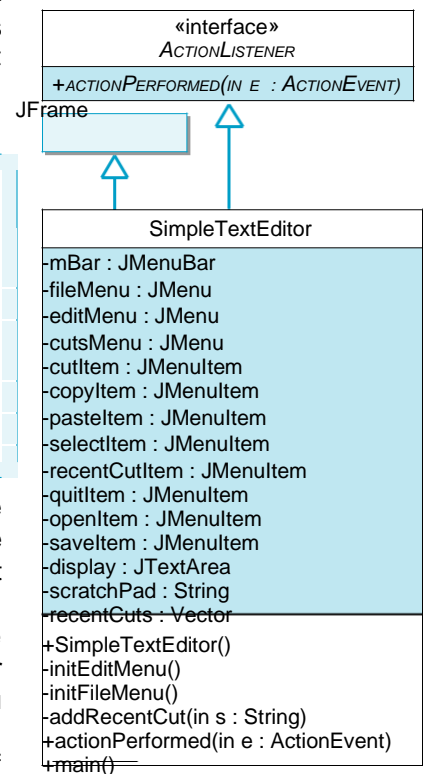 «interface»
ACTIONLISTENER
+ACTIONPERFORMED(IN E : ACTIONEVENT)
JFrame
SimpleTextEditor
-mBar : JMenuBar
-fileMenu : JMenu
-editMenu : JMenu
-cutsMenu : JMenu
-cutItem : JMenuItem
-copyItem : JMenuItem
-pasteItem : JMenuItem
-selectItem : JMenuItem
-recentCutItem : JMenuItem
-quitItem : JMenuItem
-openItem : JMenuItem
-saveItem : JMenuItem
-display : JTextArea
-scratchPad : String
-recentCuts : Vector
+SimpleTextEditor()
-initEditMenu()
-initFileMenu()
-addRecentCut(in s : String)
+actionPerformed(in e : ActionEvent)
+main()